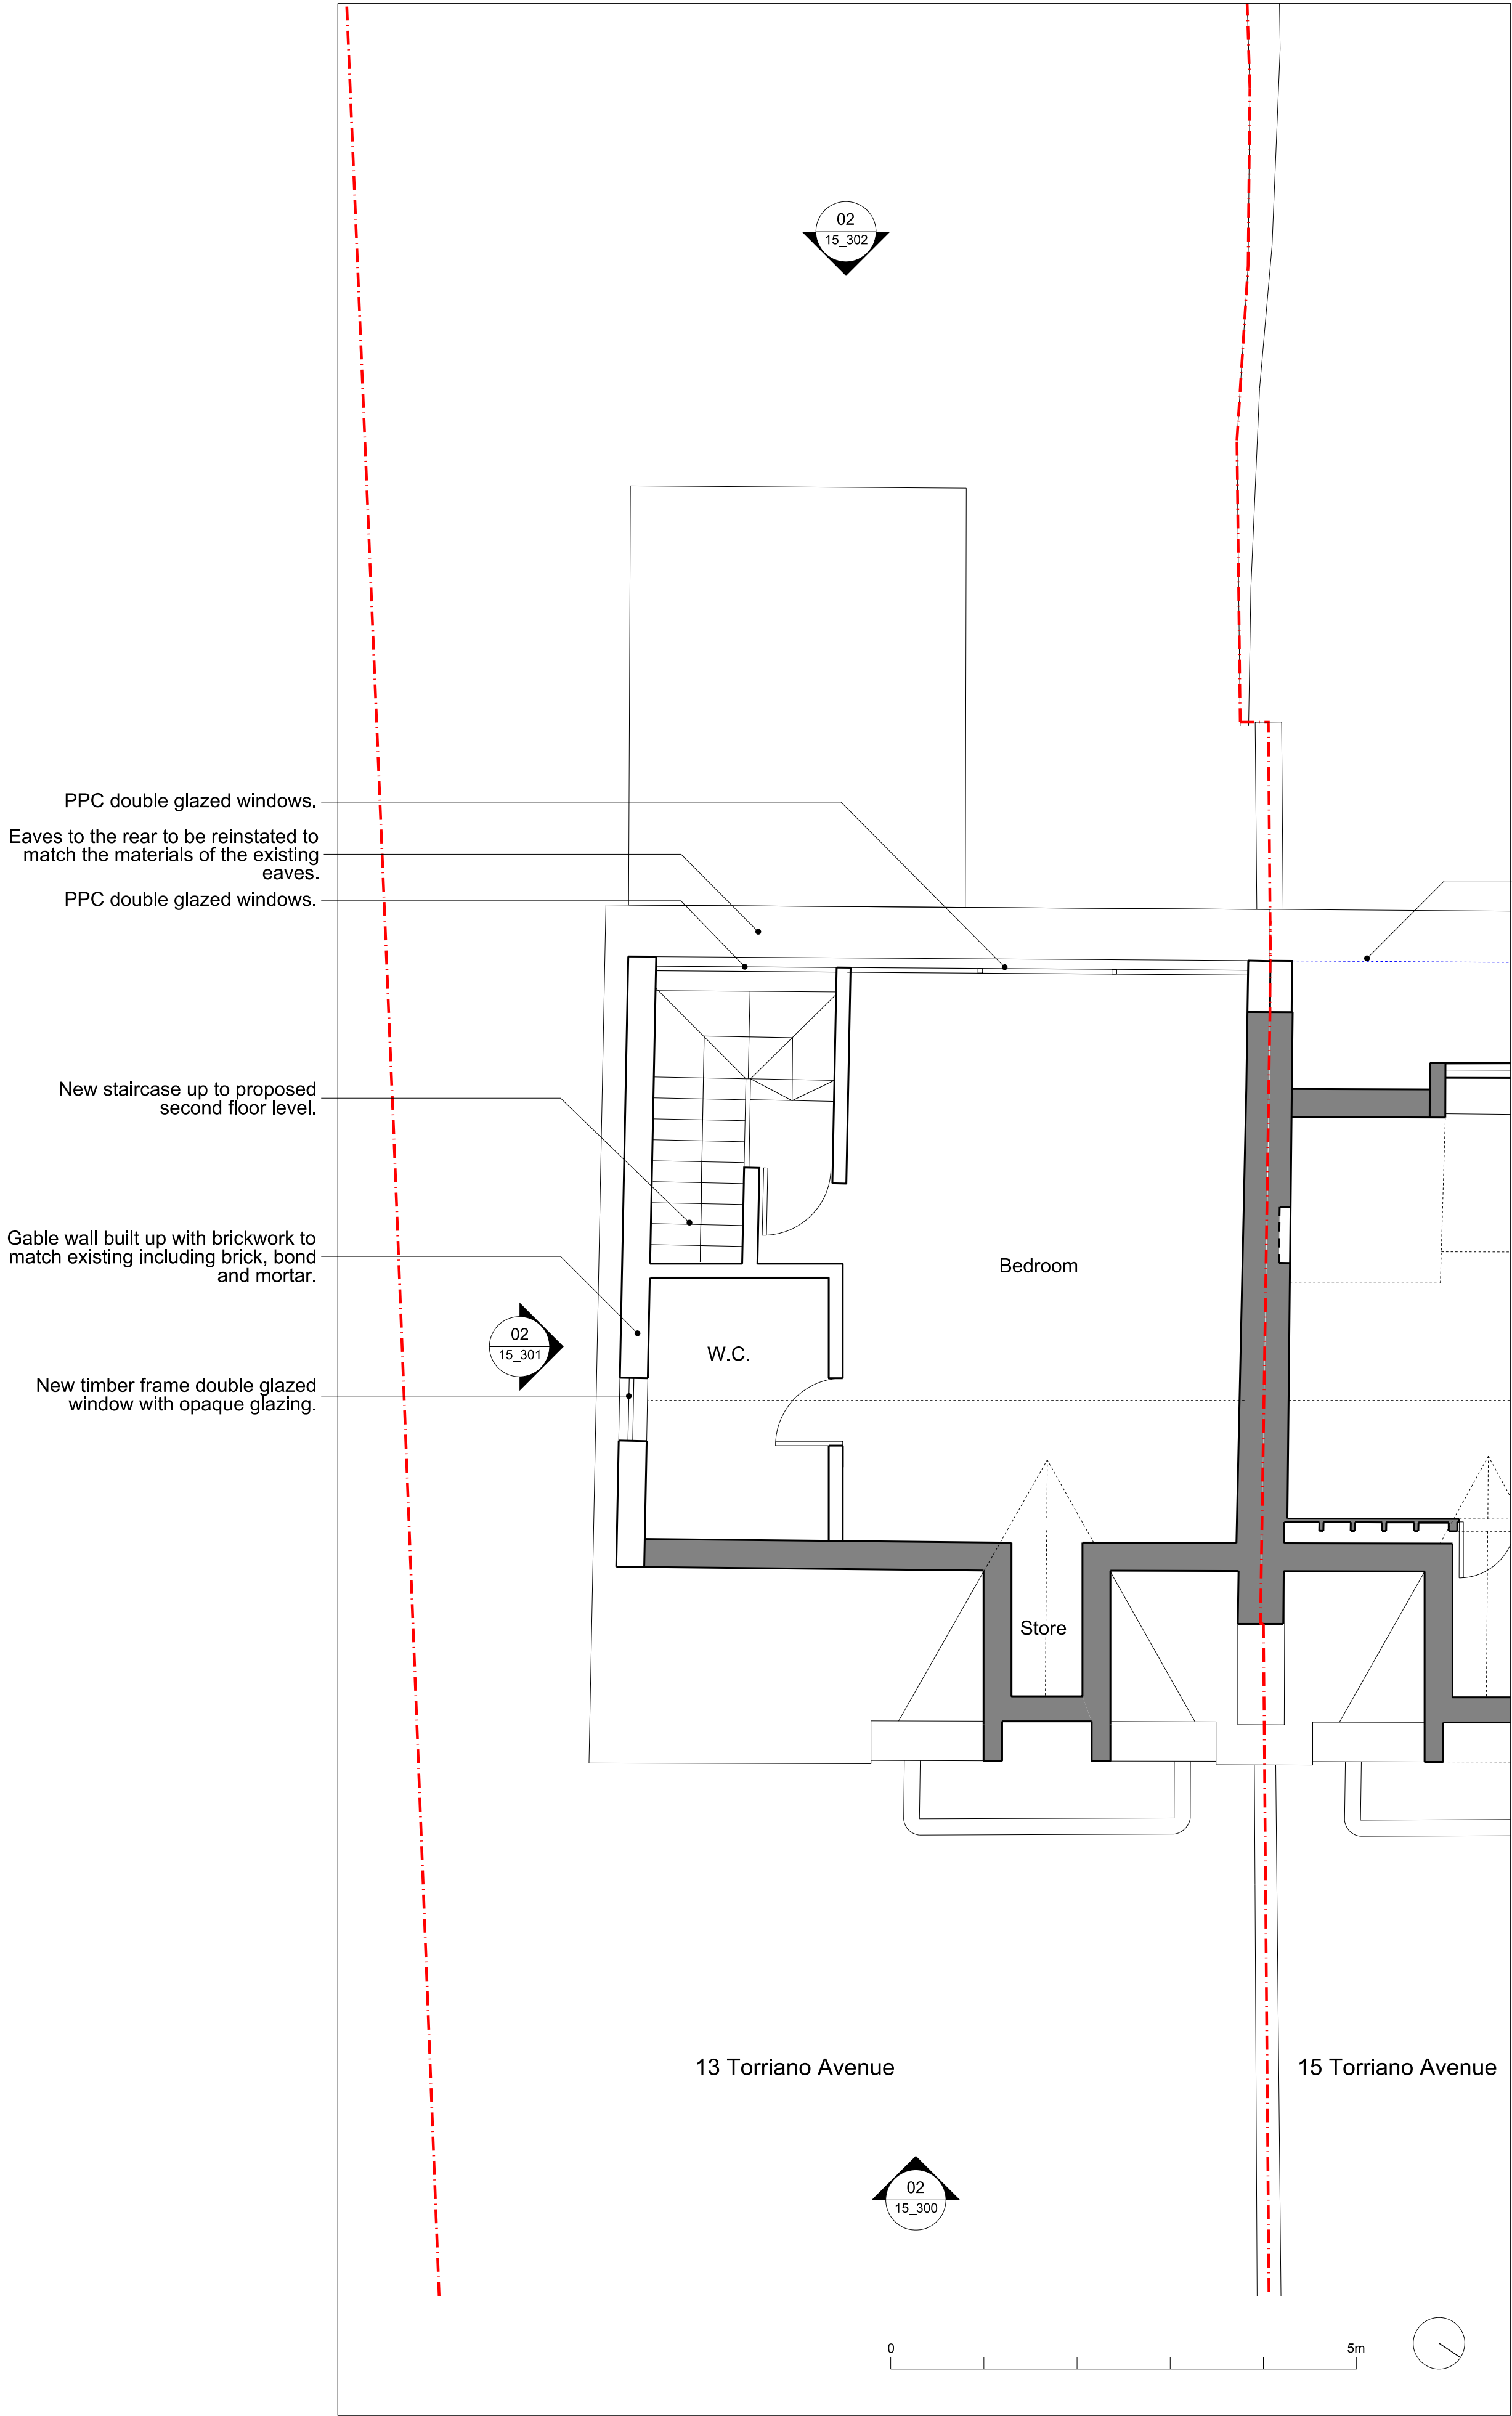 02
15_302
PPC double glazed windows.
Eaves to the rear to be reinstated to
match the materials of the existing
eaves.
PPC double glazed windows.
New staircase up to proposed
second floor level.
Gable wall built up with brickwork to
match existing including brick, bond
and mortar.
Bedroom
02
15_301
W.C.
New timber frame double glazed
window with opaque glazing.
Store
13 Torriano Avenue
15 Torriano Avenue
02
15_300
0
5m